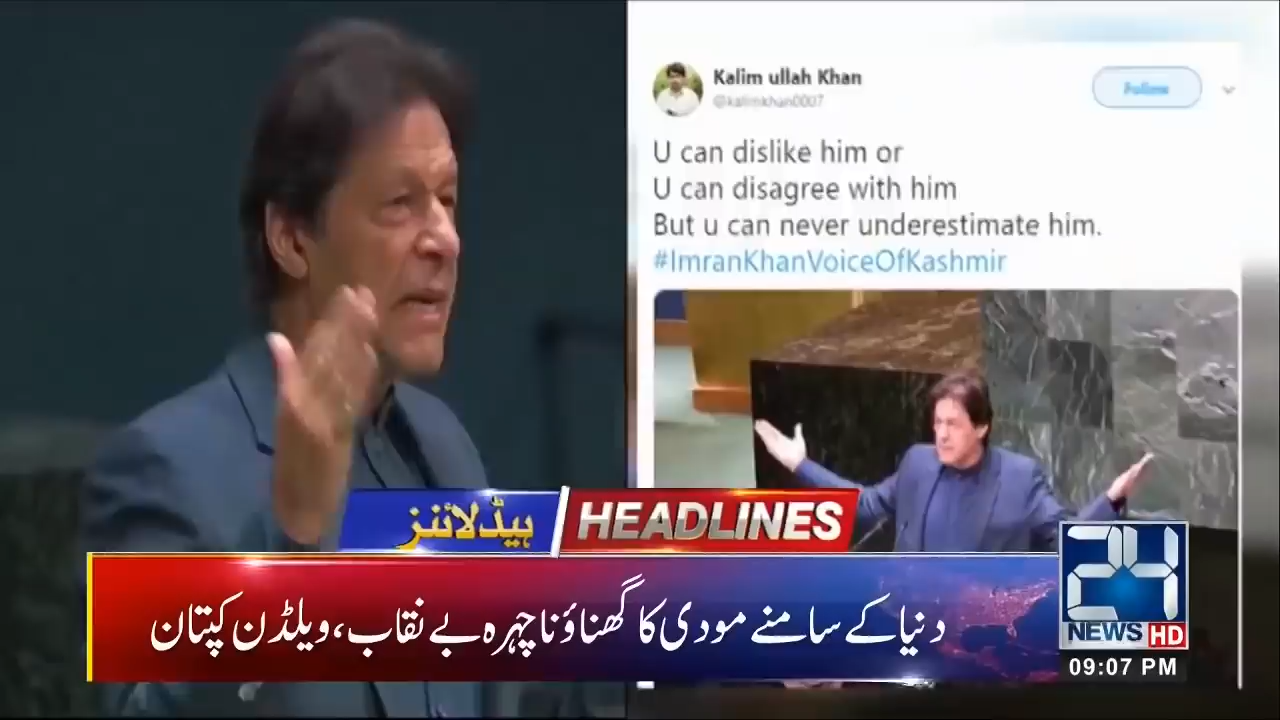 Kalim ullah Khan
@kalimkhan0007
Follow
U can dislike him or
U can disagree with him
But u can never underestimate him.
#ImranKhanVoiceOfKashmir
ہیڈلائنز
HEADLINES
دنیا کے سامنے مودی کا گھناؤنا چہرہ بے نقاب، ویلڈن کپتان
24
NEWS HD
09:07 PM